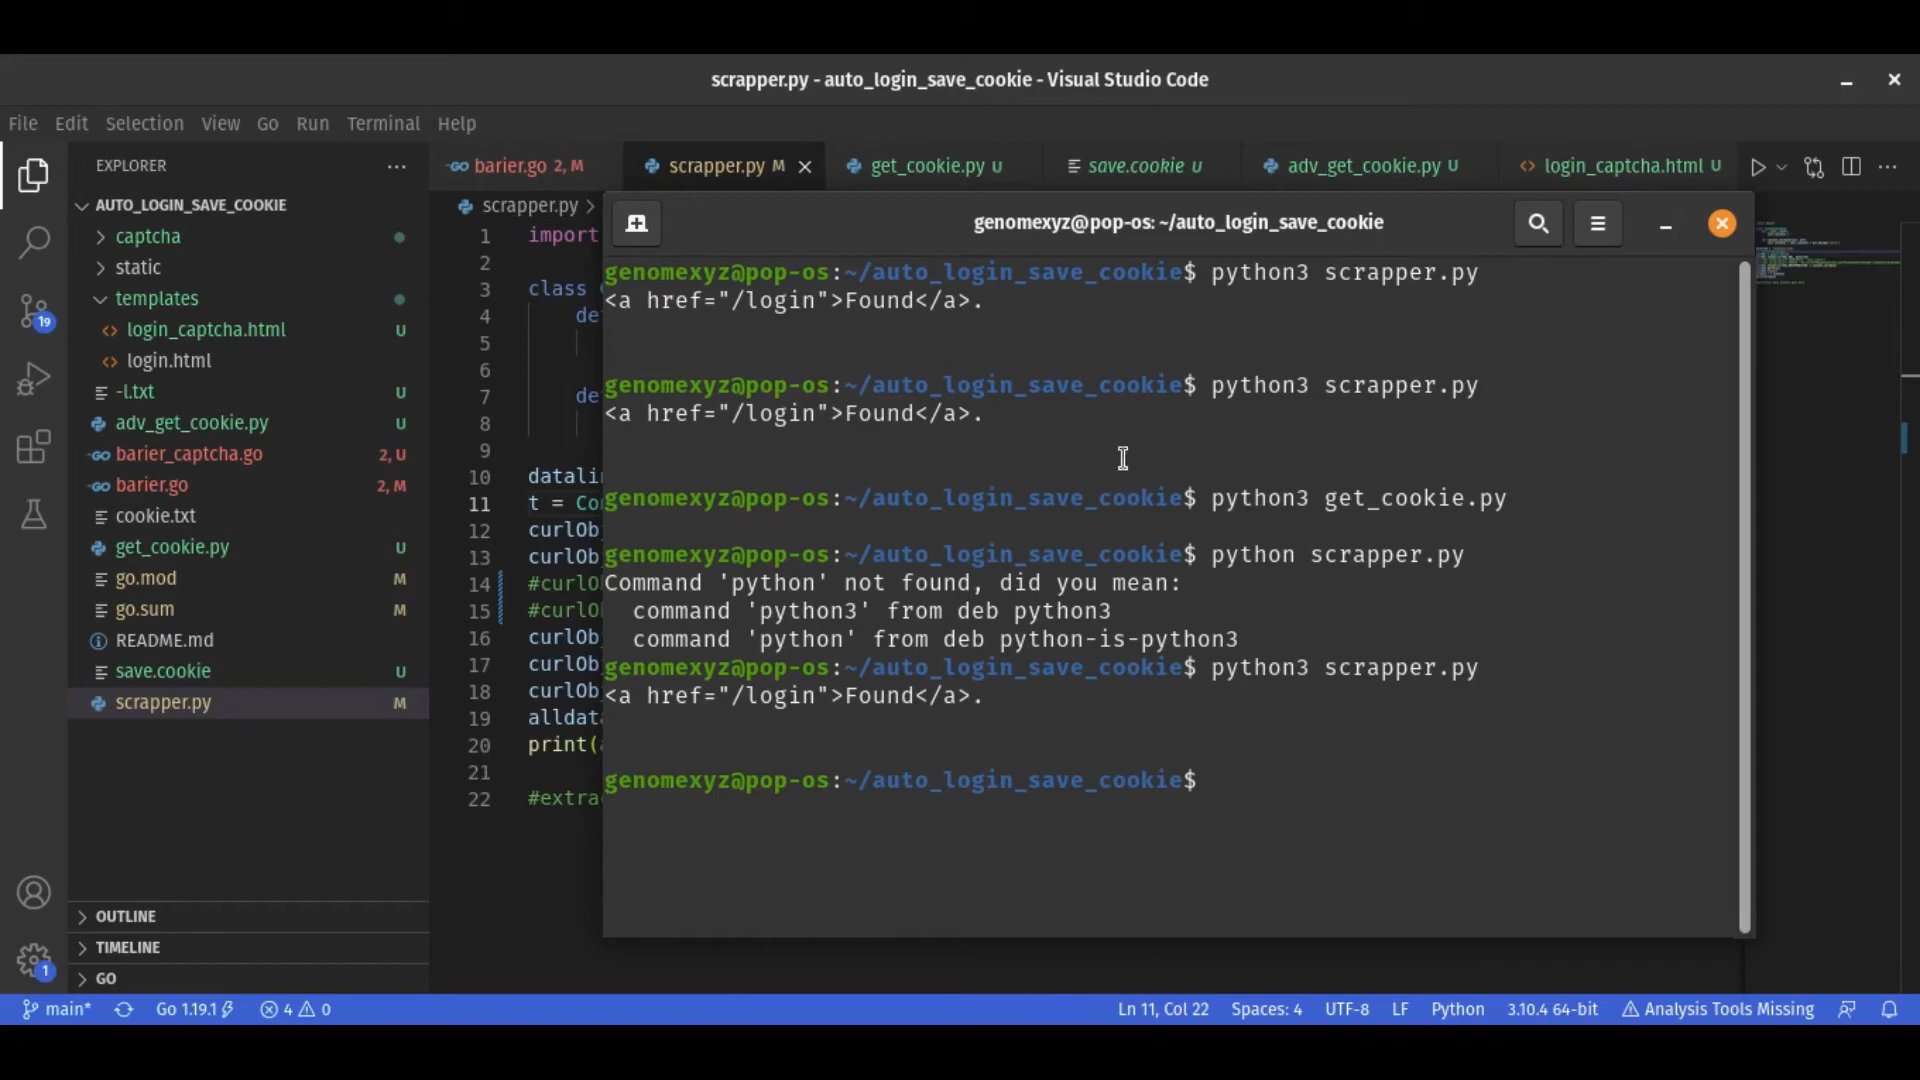 scrapper.py - auto_login_save_cookie - Visual Studio Code
File Edit Selection View Go Run Terminal Help
EXPLORER
AUTO_LOGIN_SAVE_COOKIE
captcha
static
templates
login_captcha.html U
login.html
-l.txt U
adv_get_cookie.py U
barier_captcha.go 2, U
barier.go 2, M
cookie.txt
get_cookie.py U
go.mod M
go.sum M
README.md
save.cookie U
scrapper.py M
OUTLINE
TIMELINE
GO
19
1
barier.go 2, M scrapper.py M get_cookie.py U save.cookie U adv_get_cookie.py U login_captcha.html U
scrapper.py
1 import
2
3 class
4 de
5
6
7 de
8
9
10 datali
11 t = Co
12 curlOb
13 curlOb
14 #curlO
15 #curlO
16 curlOb
17 curlOb
18 curlOb
19 alldat
20 print(
21
22 #extra
genomexyz@pop-os: ~/auto_login_save_cookie
genomexyz@pop-os:~/auto_login_save_cookie$ python3 scrapper.py
<a href="/login">Found</a>.
genomexyz@pop-os:~/auto_login_save_cookie$ python3 scrapper.py
<a href="/login">Found</a>.
genomexyz@pop-os:~/auto_login_save_cookie$ python3 get_cookie.py
genomexyz@pop-os:~/auto_login_save_cookie$ python scrapper.py
Command 'python' not found, did you mean:
command 'python3' from deb python3
command 'python' from deb python-is-python3
genomexyz@pop-os:~/auto_login_save_cookie$ python3 scrapper.py
<a href="/login">Found</a>.
genomexyz@pop-os:~/auto_login_save_cookie$
main* Go 1.19.1 4 0 Ln 11, Col 22 Spaces: 4 UTF-8 LF Python 3.10.4 64-bit Analysis Tools Missing